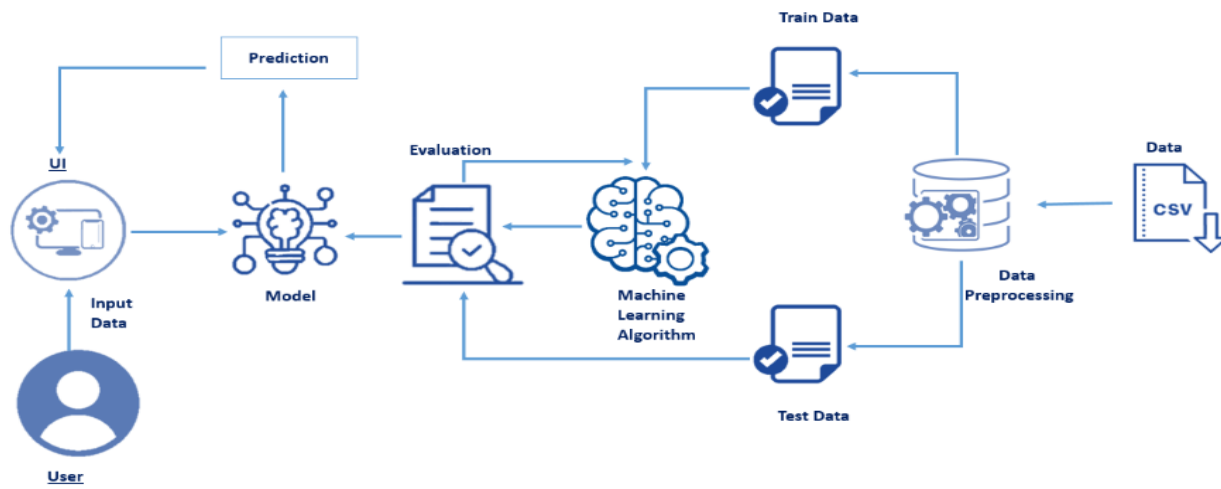 Train Data
Prediction
Evaluation
Data
UI
CSV
Model
Input
Data
Machine
Learning
Algorithm
Data
Preprocessing
Test Data
User